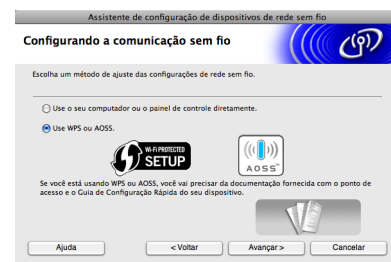 Assistente de configuração de dispositivos de rede sem fio
Configurando a comunicação sem fio
Escolha um método de ajuste das configurações de rede sem fio.
Use o seu computador ou o painel de controle diretamente.
Use WPS ou AOSS.
WI-FI PROTECTED
SETUP
AOSS™
Se você está usando WPS ou AOSS, você vai precisar da documentação fornecida com o ponto de
acesso e o Guia de Configuração Rápida do seu dispositivo.
Ajuda
< Voltar
Avançar >
Cancelar